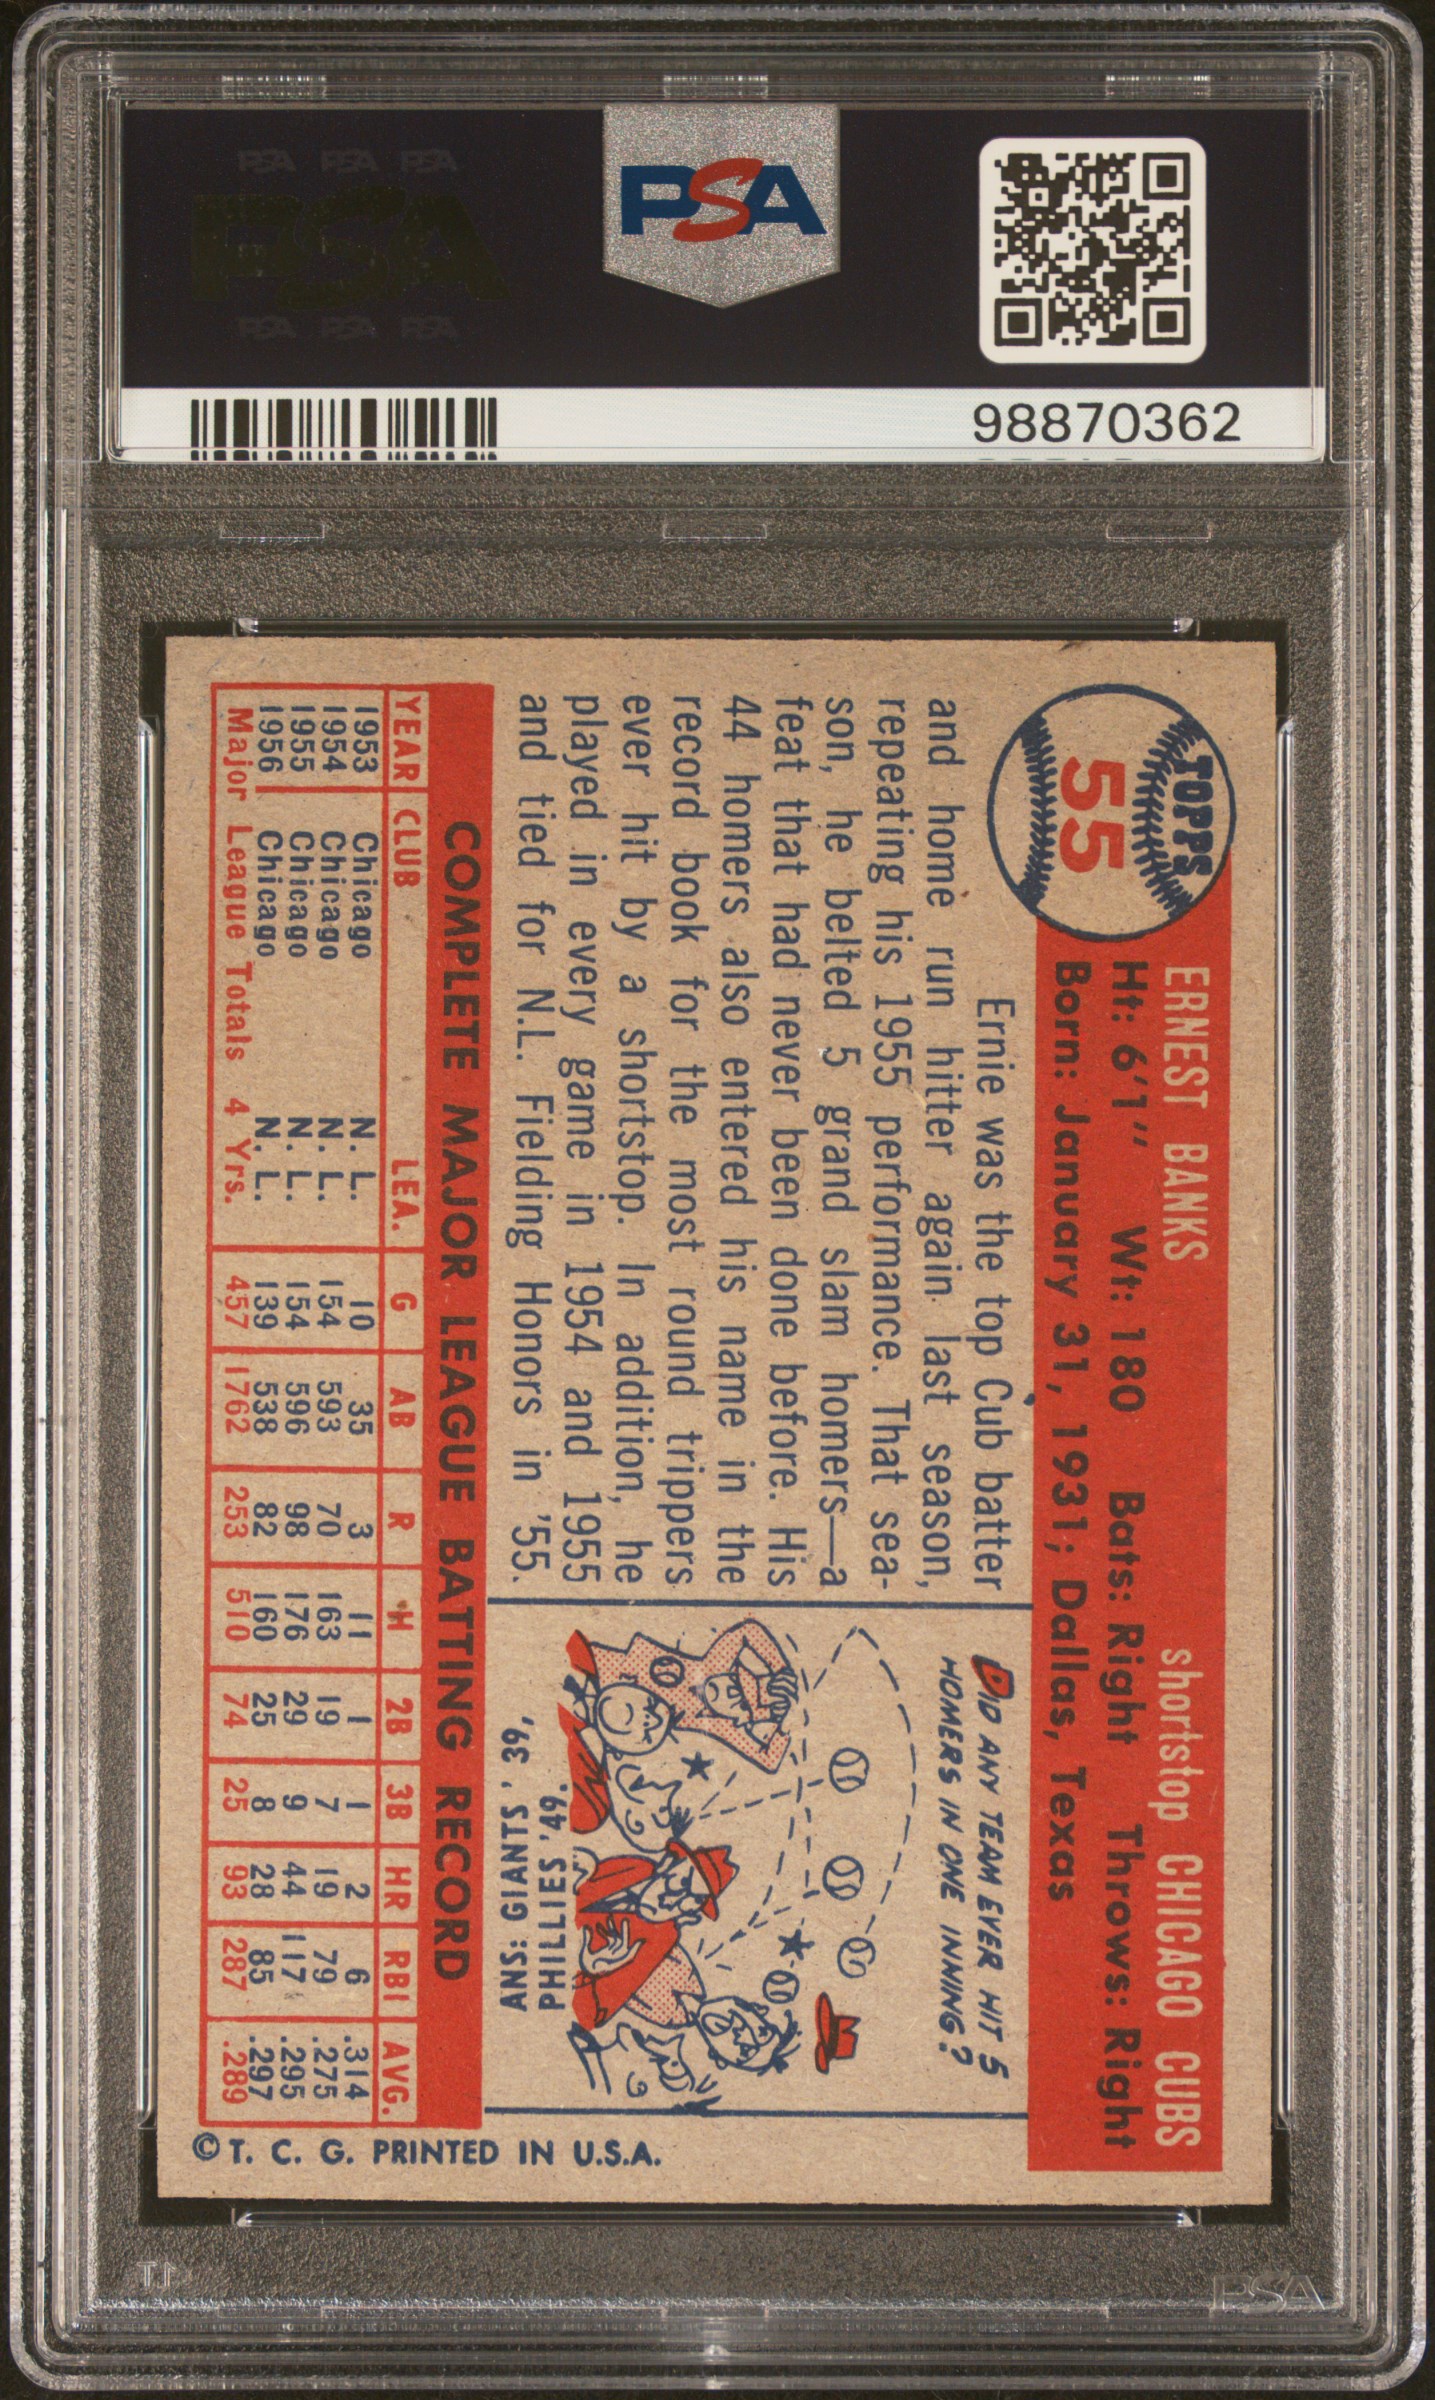 PSA PSA PSA
PSA
PSA PSA PSA
PSA
98870362
TOPPS
55
ERNEST BANKS shortstop CHICAGO CUBS
Ht: 6'1" Wt: 180 Bats: Right Throws: Right
Born: January 31, 1931; Dallas, Texas
Ernie was the top Cub batter
and home run hitter again last season,
repeating his 1955 performance. That sea-
son, he belted 5 grand slam homers—a
feat that had never been done before. His
44 homers also entered his name in the
record book for the most round trippers
ever hit by a shortstop. In addition, he
played in every game in 1954 and 1955
and tied for N.L. Fielding Honors in '55.
DID ANY TEAM EVER HIT 5
HOMERS IN ONE INNING?
ANS: GIANTS, '39,
PHILLIES '49.
COMPLETE MAJOR LEAGUE BATTING RECORD
YEAR CLUB LEA. G AB R H 2B 3B HR RBI AVG.
1953 Chicago N. L. 10 35 3 11 1 1 2 6 .314
1954 Chicago N. L. 154 593 70 163 19 7 19 79 .275
1955 Chicago N. L. 154 596 98 176 29 9 44 117 .295
1956 Chicago N. L. 139 538 82 160 25 8 28 85 .297
Major League Totals 4 Yrs. 457 1762 253 510 74 25 93 287 .289
©T. C. G. PRINTED IN U.S.A.
PSA